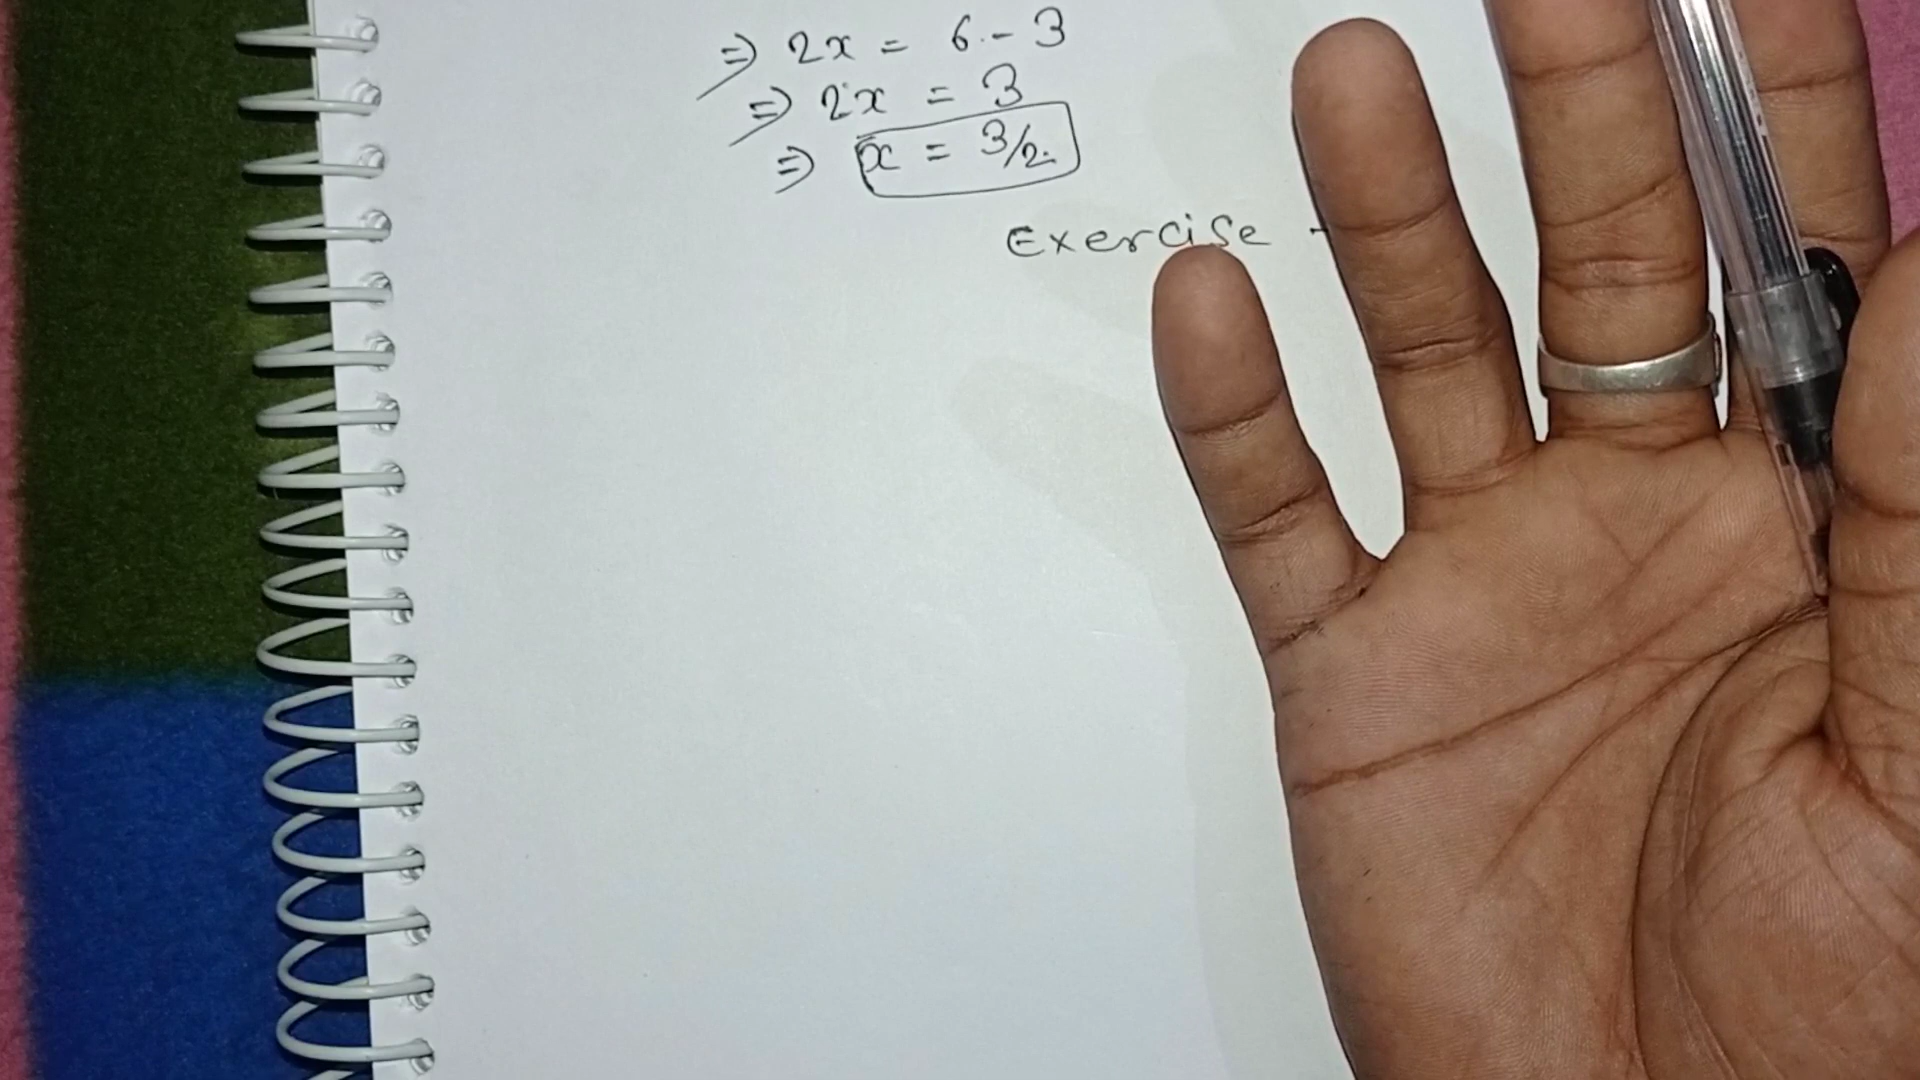 ⇒ 2x = 6 - 3
⇒ 2x = 3
⇒ x = 3/2.
Exercise -